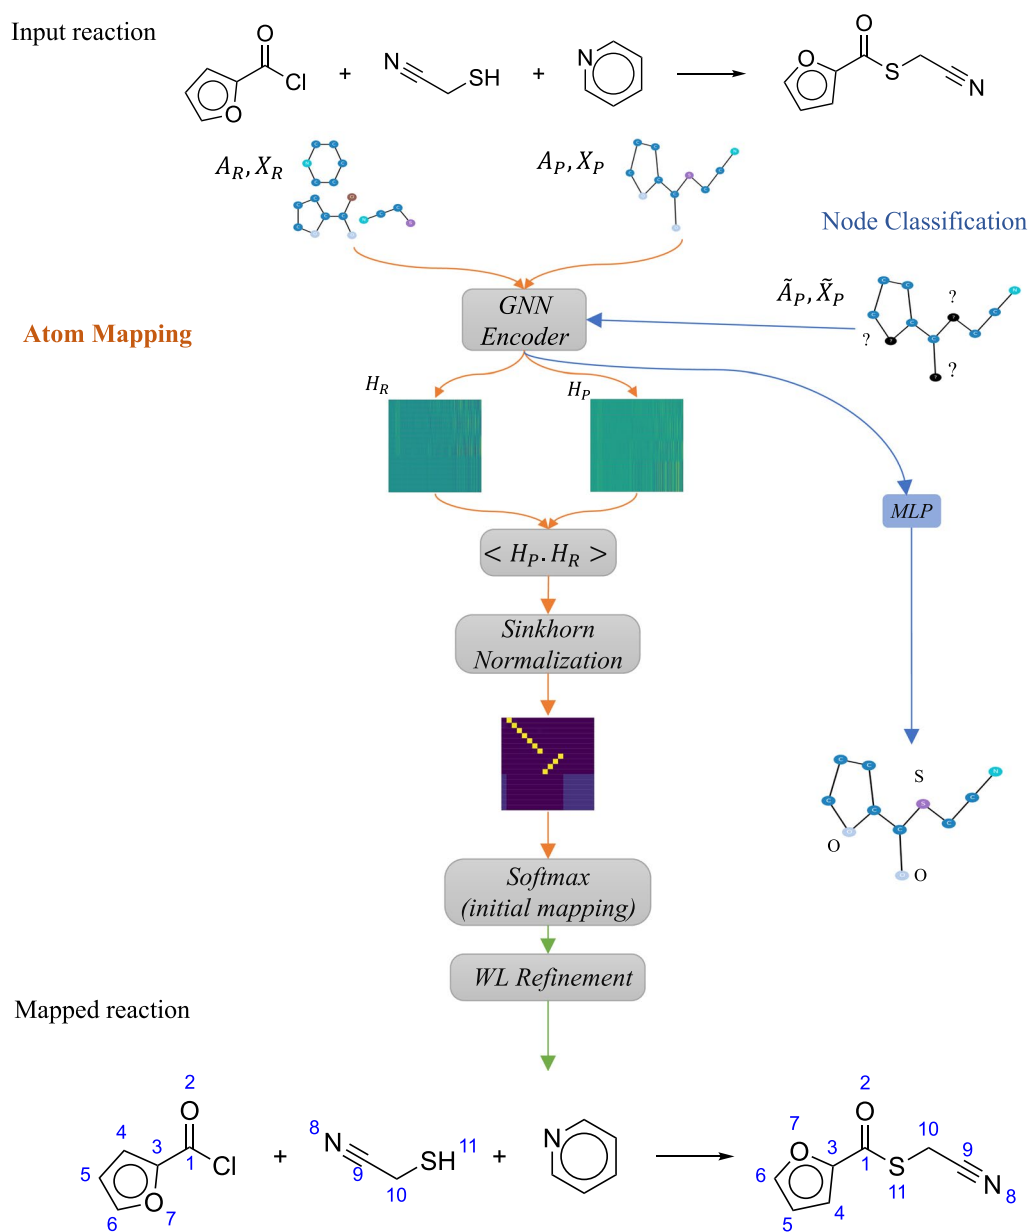 Input reaction
O
Cl
O
+
N
SH
+
N
O
O
S
N
A_R, X_R
A_P, X_P
Node Classification
Ã_P, X̃_P
?
?
?
N
C
C
C
C
C
C
C
C
GNN
Encoder
Atom Mapping
H_R
H_P
MLP
< H_P. H_R >
Sinkhorn
Normalization
S
O
O
N
C
C
C
C
S
C
C
C
C
Softmax
(initial mapping)
WL Refinement
Mapped reaction
2
O
4
3
1
Cl
5
6
O
7
+
8
N
9
10
SH
11
+
N
2
O
7
O
3
1
10
9
6
S
11
N
8
5
4